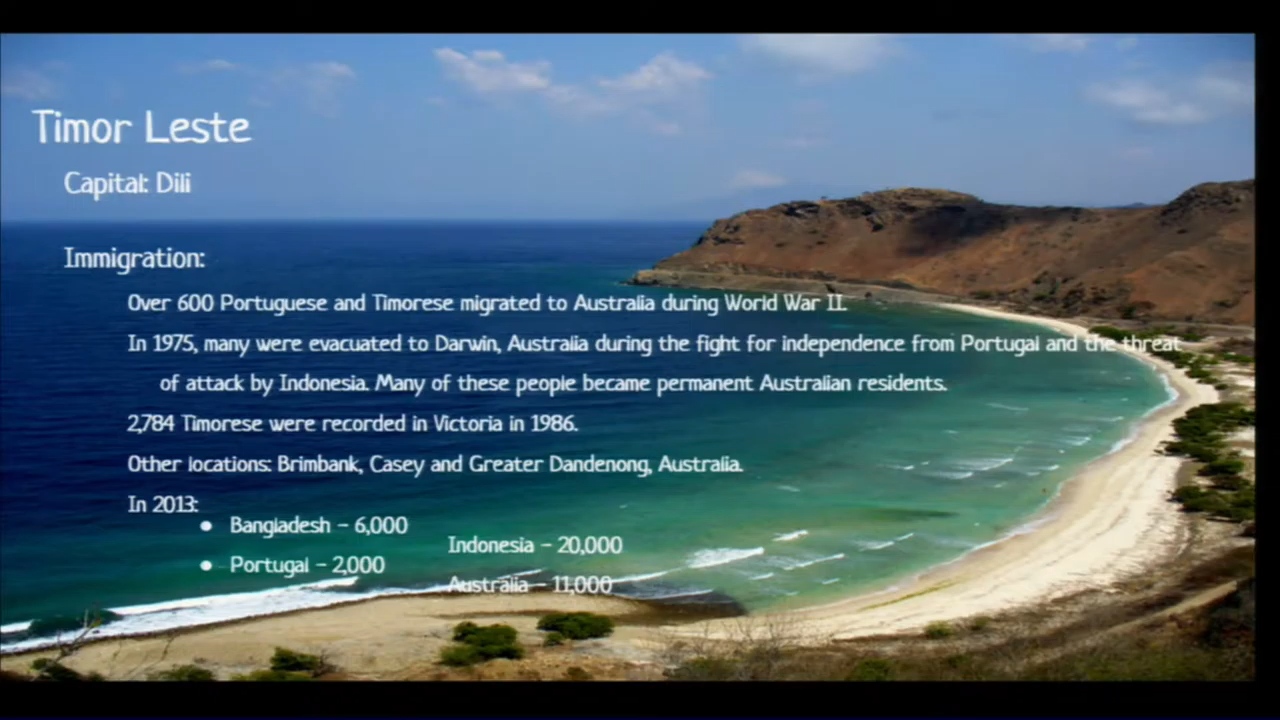 Timor Leste
Capital: Dili
Immigration:
Over 600 Portuguese and Timorese migrated to Australia during World War II.
In 1975, many were evacuated to Darwin, Australia during the fight for independence from Portugal and the threat
of attack by Indonesia. Many of these people became permanent Australian residents.
2,784 Timorese were recorded in Victoria in 1986.
Other locations: Brimbank, Casey and Greater Dandenong, Australia.
In 2013:
• Bangladesh - 6,000
• Portugal - 2,000
Indonesia - 20,000
Australia - 11,000